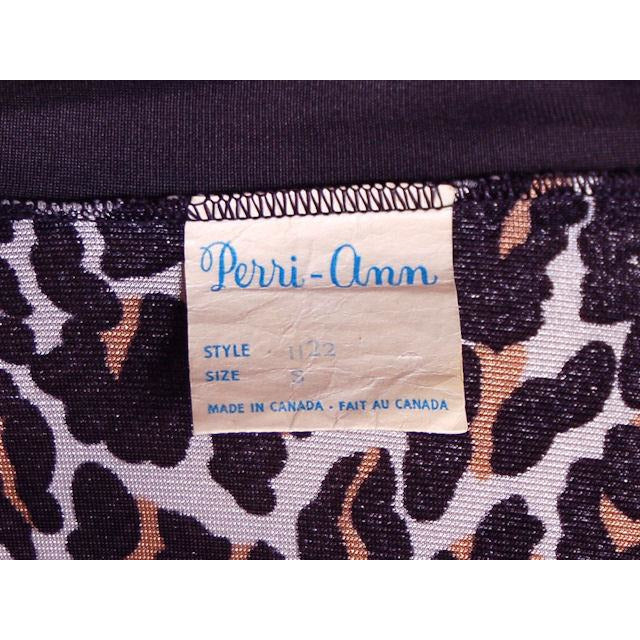 Perri-Ann
STYLE 1122
SIZE S
MADE IN CANADA · FAIT AU CANADA